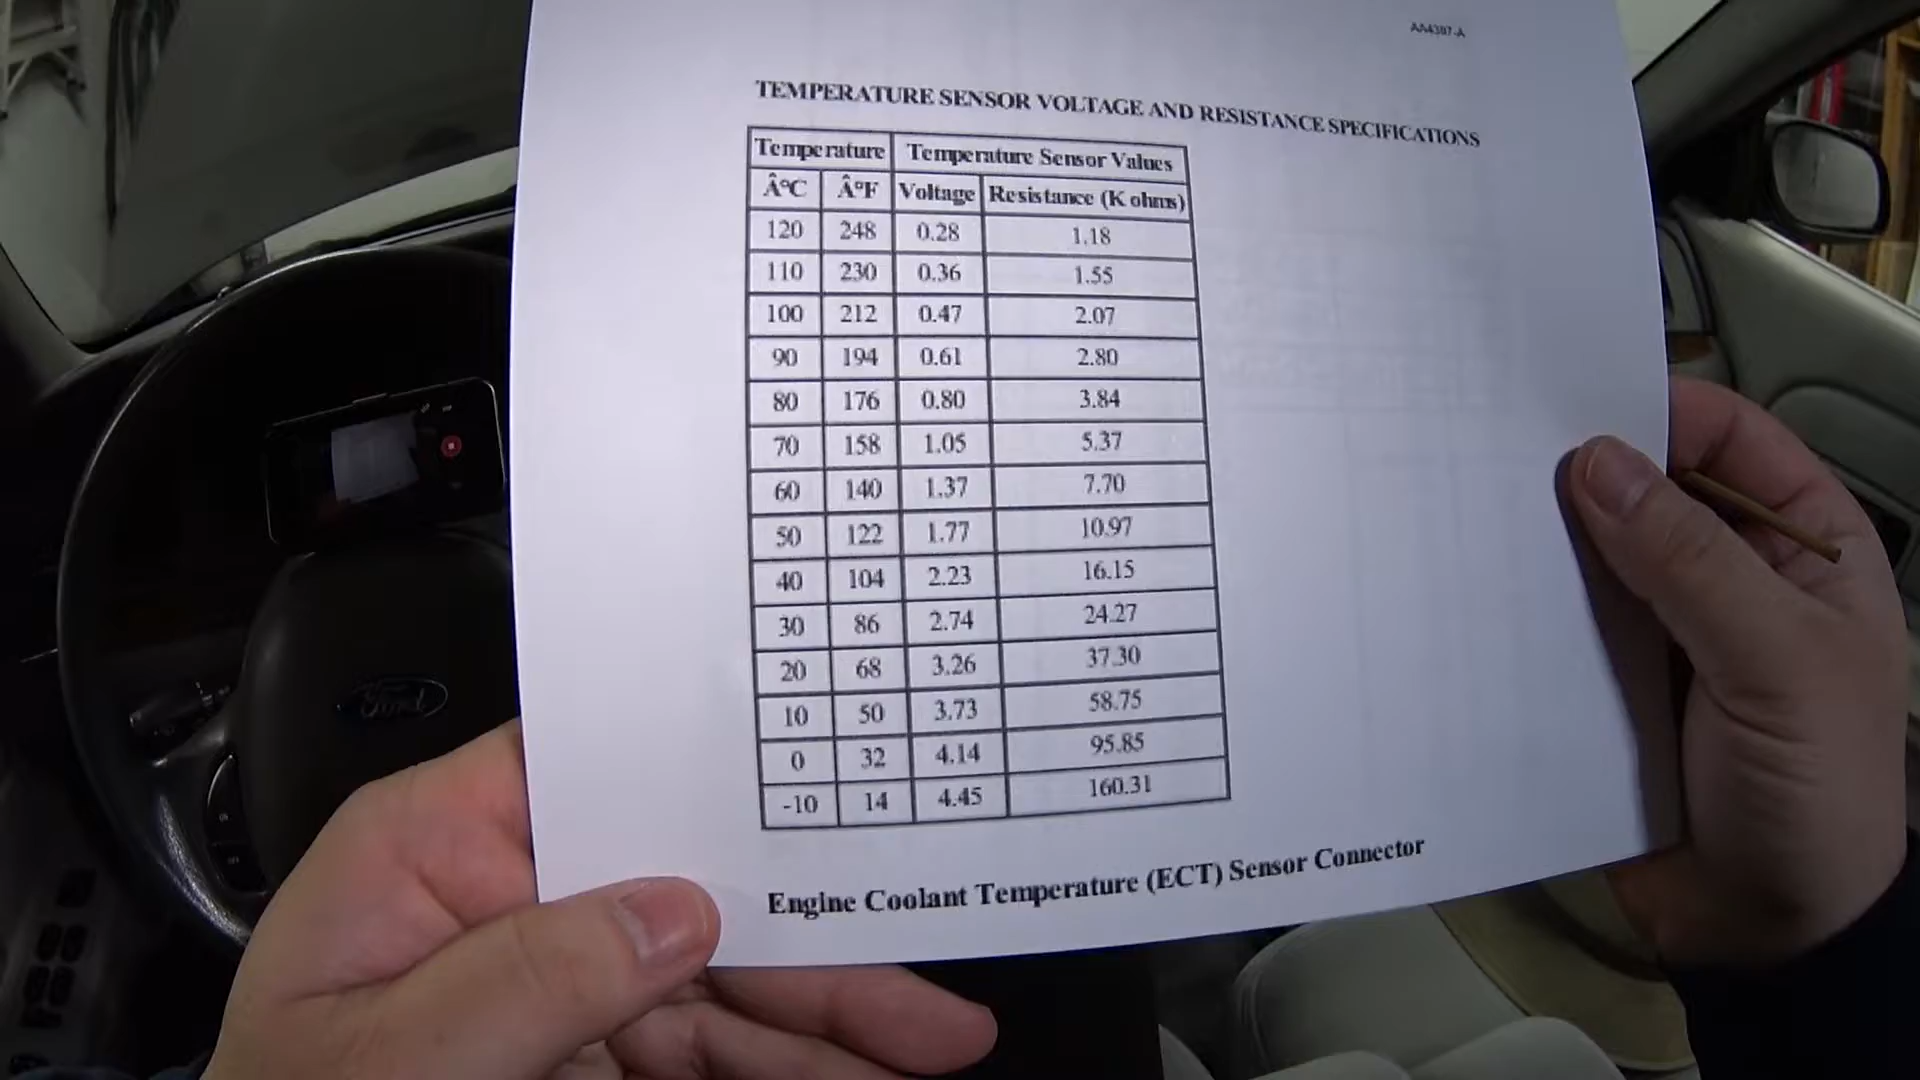 AA4387-A
TEMPERATURE SENSOR VOLTAGE AND RESISTANCE SPECIFICATIONS
Temperature Temperature Sensor Values
Â°C Â°F Voltage Resistance (K ohms)
120 248 0.28 1.18
110 230 0.36 1.55
100 212 0.47 2.07
90 194 0.61 2.80
80 176 0.80 3.84
70 158 1.05 5.37
60 140 1.37 7.70
50 122 1.77 10.97
40 104 2.23 16.15
30 86 2.74 24.27
20 68 3.26 37.30
10 50 3.73 58.75
0 32 4.14 95.85
-10 14 4.45 160.31
Engine Coolant Temperature (ECT) Sensor Connector
Ford